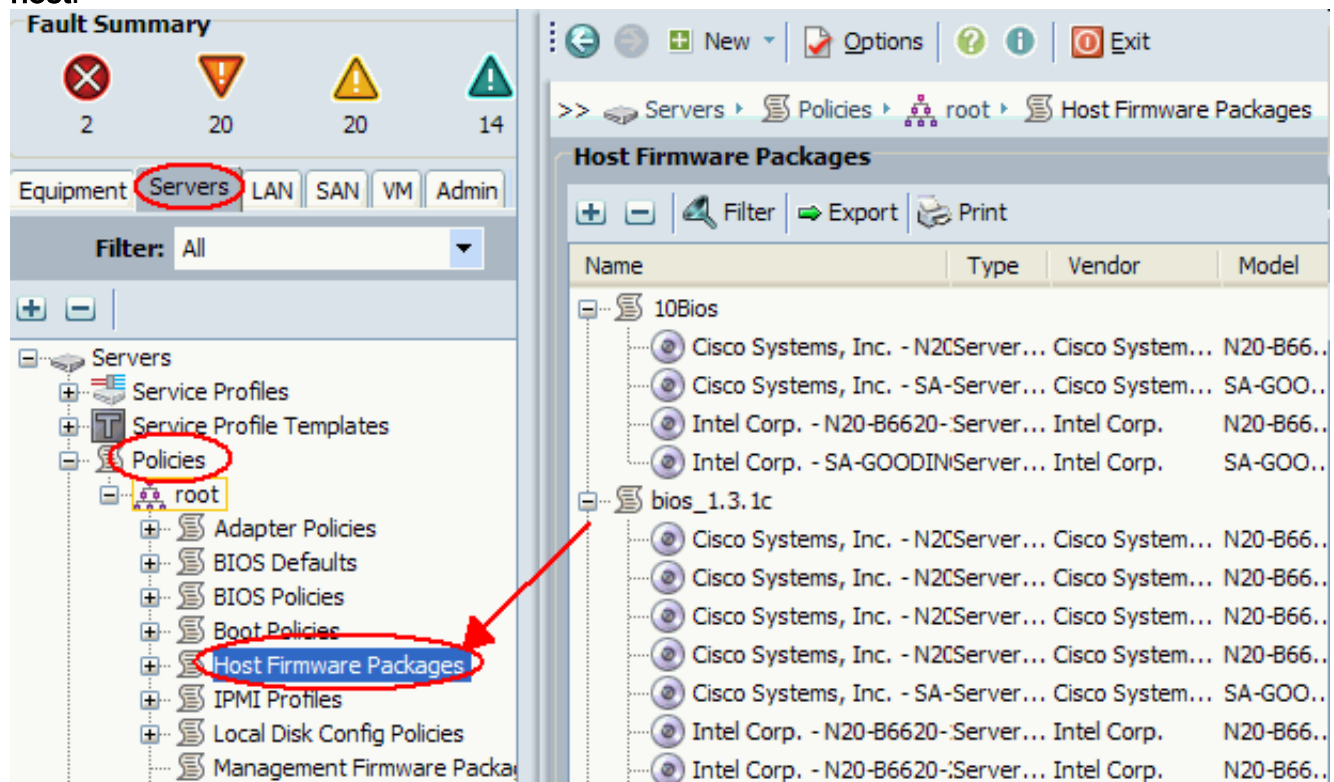 Fault Summary
2 20 20 14
Equipment Servers LAN SAN VM Admin
Filter: All
Servers
Service Profiles
Service Profile Templates
Policies
root
Adapter Policies
BIOS Defaults
BIOS Policies
Boot Policies
Host Firmware Packages
IPMI Profiles
Local Disk Config Policies
Management Firmware Packa
New Options Exit
>> Servers Policies root Host Firmware Packages
Host Firmware Packages
Filter Export Print
Name Type Vendor Model
10Bios
Cisco Systems, Inc. - N20 Server... Cisco System... N20-B66..
Cisco Systems, Inc. - SA- Server... Cisco System... SA-GOO..
Intel Corp. - N20-B6620- Server... Intel Corp. N20-B66..
Intel Corp. - SA-GOODIN Server... Intel Corp. SA-GOO..
bios_1.3.1c
Cisco Systems, Inc. - N20 Server... Cisco System... N20-B66..
Cisco Systems, Inc. - N20 Server... Cisco System... N20-B66..
Cisco Systems, Inc. - N20 Server... Cisco System... N20-B66..
Cisco Systems, Inc. - N20 Server... Cisco System... N20-B66..
Cisco Systems, Inc. - SA- Server... Cisco System... SA-GOO..
Intel Corp. - N20-B6620- Server... Intel Corp. N20-B66..
Intel Corp. - N20-B6620- Server... Intel Corp. N20-B66..